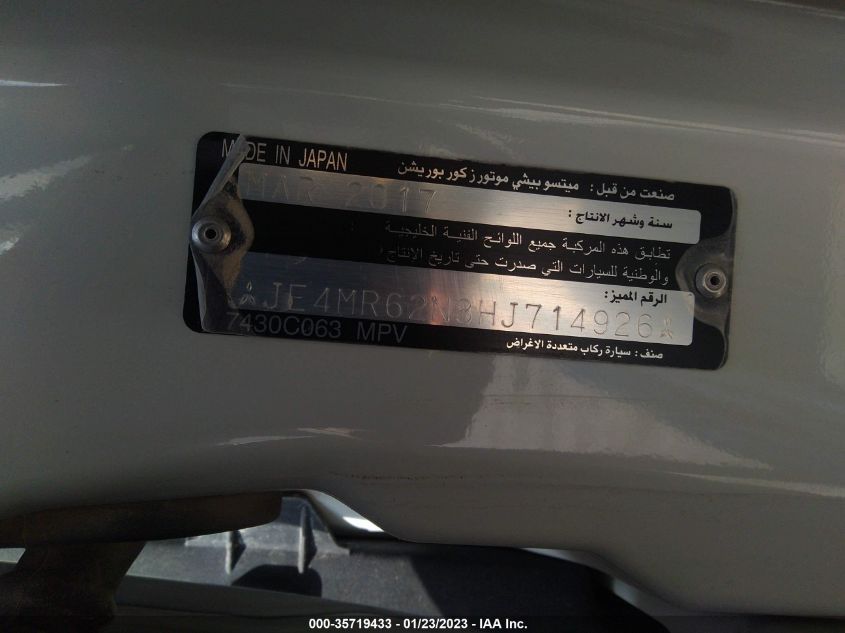 MADE IN JAPAN
صنعت من قبل : ميتسوبيشي موتورز كوربوريشن
سنة وشهر الانتاج :
MAR 2017
تطابق هذه المركبة جميع اللوائح الفنية الخليجية
والوطنية للسيارات التي صدرت حتى تاريخ الانتاج
الرقم المميز :
JE4MR62N8HJ714926
7430C063 MPV
صنف : سيارة ركاب متعددة الاغراض
000-35719433 - 01/23/2023 - IAA Inc.